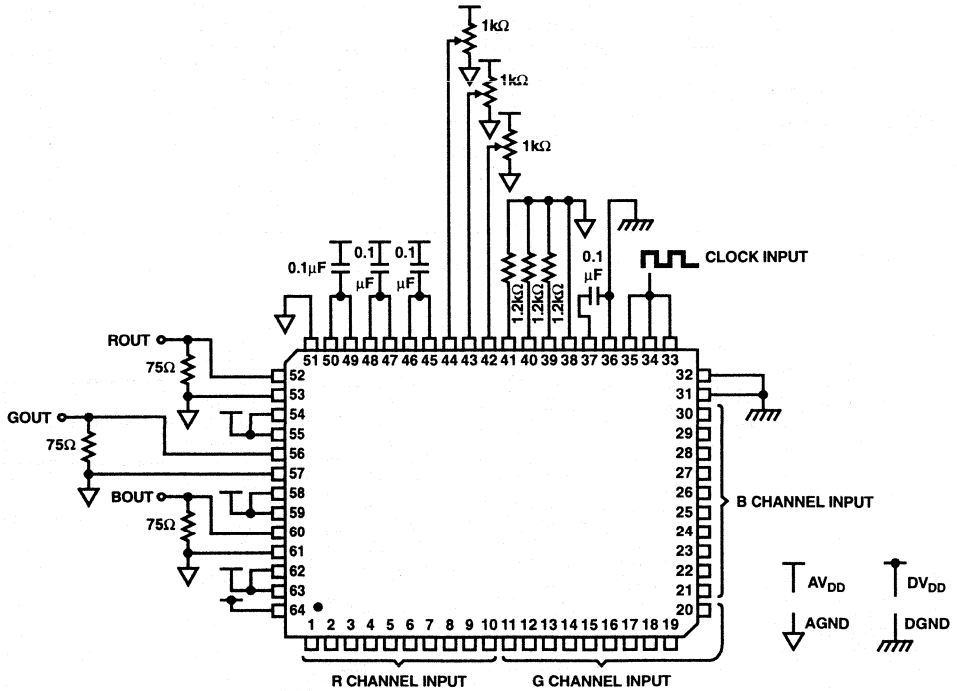 1kΩ
1kΩ
1kΩ
0.1µF
0.1
µF
0.1
µF
1.2kΩ
1.2kΩ
1.2kΩ
0.1
µF
CLOCK INPUT
51 50 49 48 47 46 45 44 43 42 41 40 39 38 37 36 35 34 33
ROUT
75Ω
GOUT
75Ω
BOUT
75Ω
52
53
54
55
56
57
58
59
60
61
62
63
64
32
31
30
29
28
27
26
25
24
23
22
21
20
B CHANNEL INPUT
1 2 3 4 5 6 7 8 9 10 11 12 13 14 15 16 17 18 19
R CHANNEL INPUT
G CHANNEL INPUT
AVDD
DVDD
AGND
DGND